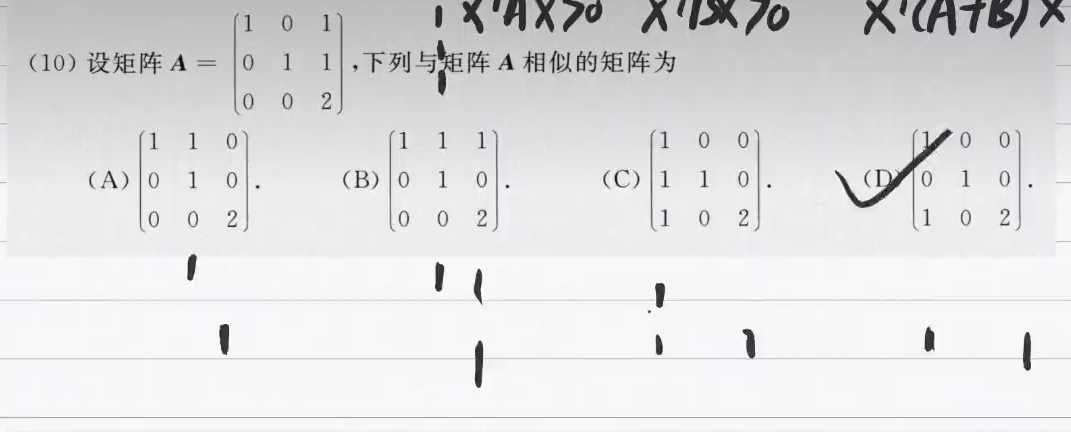 X'AX>0 X'BX>0 X'(A+B)X
(10) 设矩阵 A = (1 0 1; 0 1 1; 0 0 2), 下列与矩阵 A 相似的矩阵为
(A) (1 1 0; 0 1 0; 0 0 2). (B) (1 1 1; 0 1 0; 0 0 2). (C) (1 0 0; 1 1 0; 1 0 2). (D) (1 0 0; 0 1 0; 1 0 2).